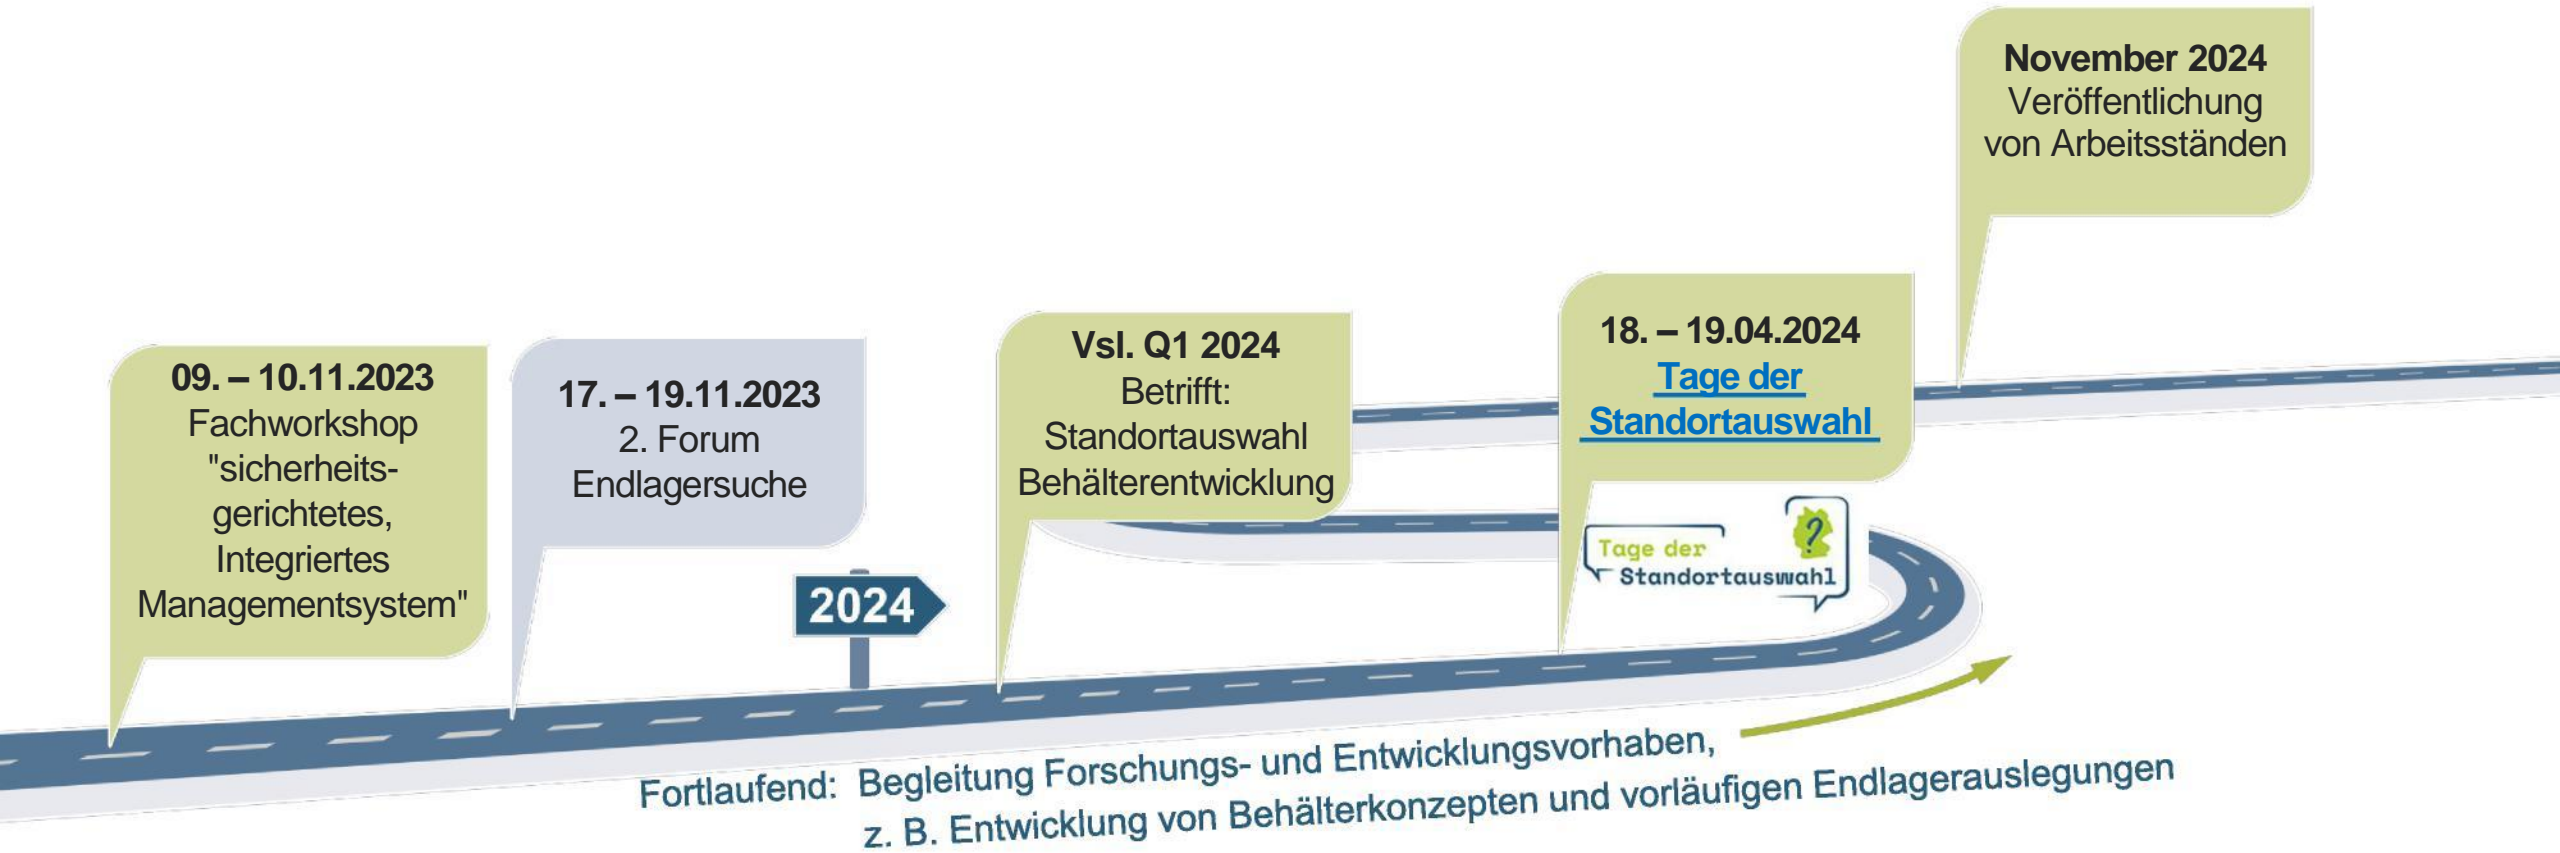 09. – 10.11.2023
Fachworkshop
"sicherheits-
gerichtetes,
Integriertes
Managementsystem"
17. – 19.11.2023
2. Forum
Endlagersuche
2024
Vsl. Q1 2024
Betrifft:
Standortauswahl
Behälterentwicklung
18. – 19.04.2024
Tage der
Standortauswahl
Tage der
Standortauswahl
?
November 2024
Veröffentlichung
von Arbeitsständen
Fortlaufend: Begleitung Forschungs- und Entwicklungsvorhaben,
z. B. Entwicklung von Behälterkonzepten und vorläufigen Endlagerauslegungen